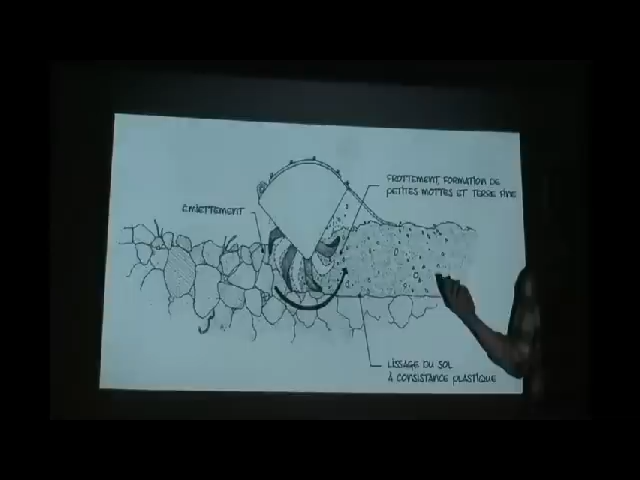 FROTTEMENT, FORMATION DE
PETITES MOTTES ET TERRE FINE
ÉMIETTEMENT
LISSAGE DU SOL
À CONSISTANCE PLASTIQUE